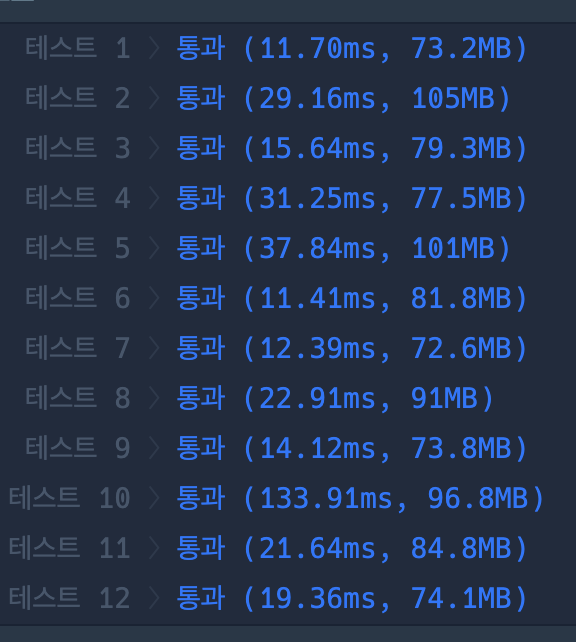 테스트 1 〉 통과 (11.70ms, 73.2MB)
테스트 2 〉 통과 (29.16ms, 105MB)
테스트 3 〉 통과 (15.64ms, 79.3MB)
테스트 4 〉 통과 (31.25ms, 77.5MB)
테스트 5 〉 통과 (37.84ms, 101MB)
테스트 6 〉 통과 (11.41ms, 81.8MB)
테스트 7 〉 통과 (12.39ms, 72.6MB)
테스트 8 〉 통과 (22.91ms, 91MB)
테스트 9 〉 통과 (14.12ms, 73.8MB)
테스트 10 〉 통과 (133.91ms, 96.8MB)
테스트 11 〉 통과 (21.64ms, 84.8MB)
테스트 12 〉 통과 (19.36ms, 74.1MB)